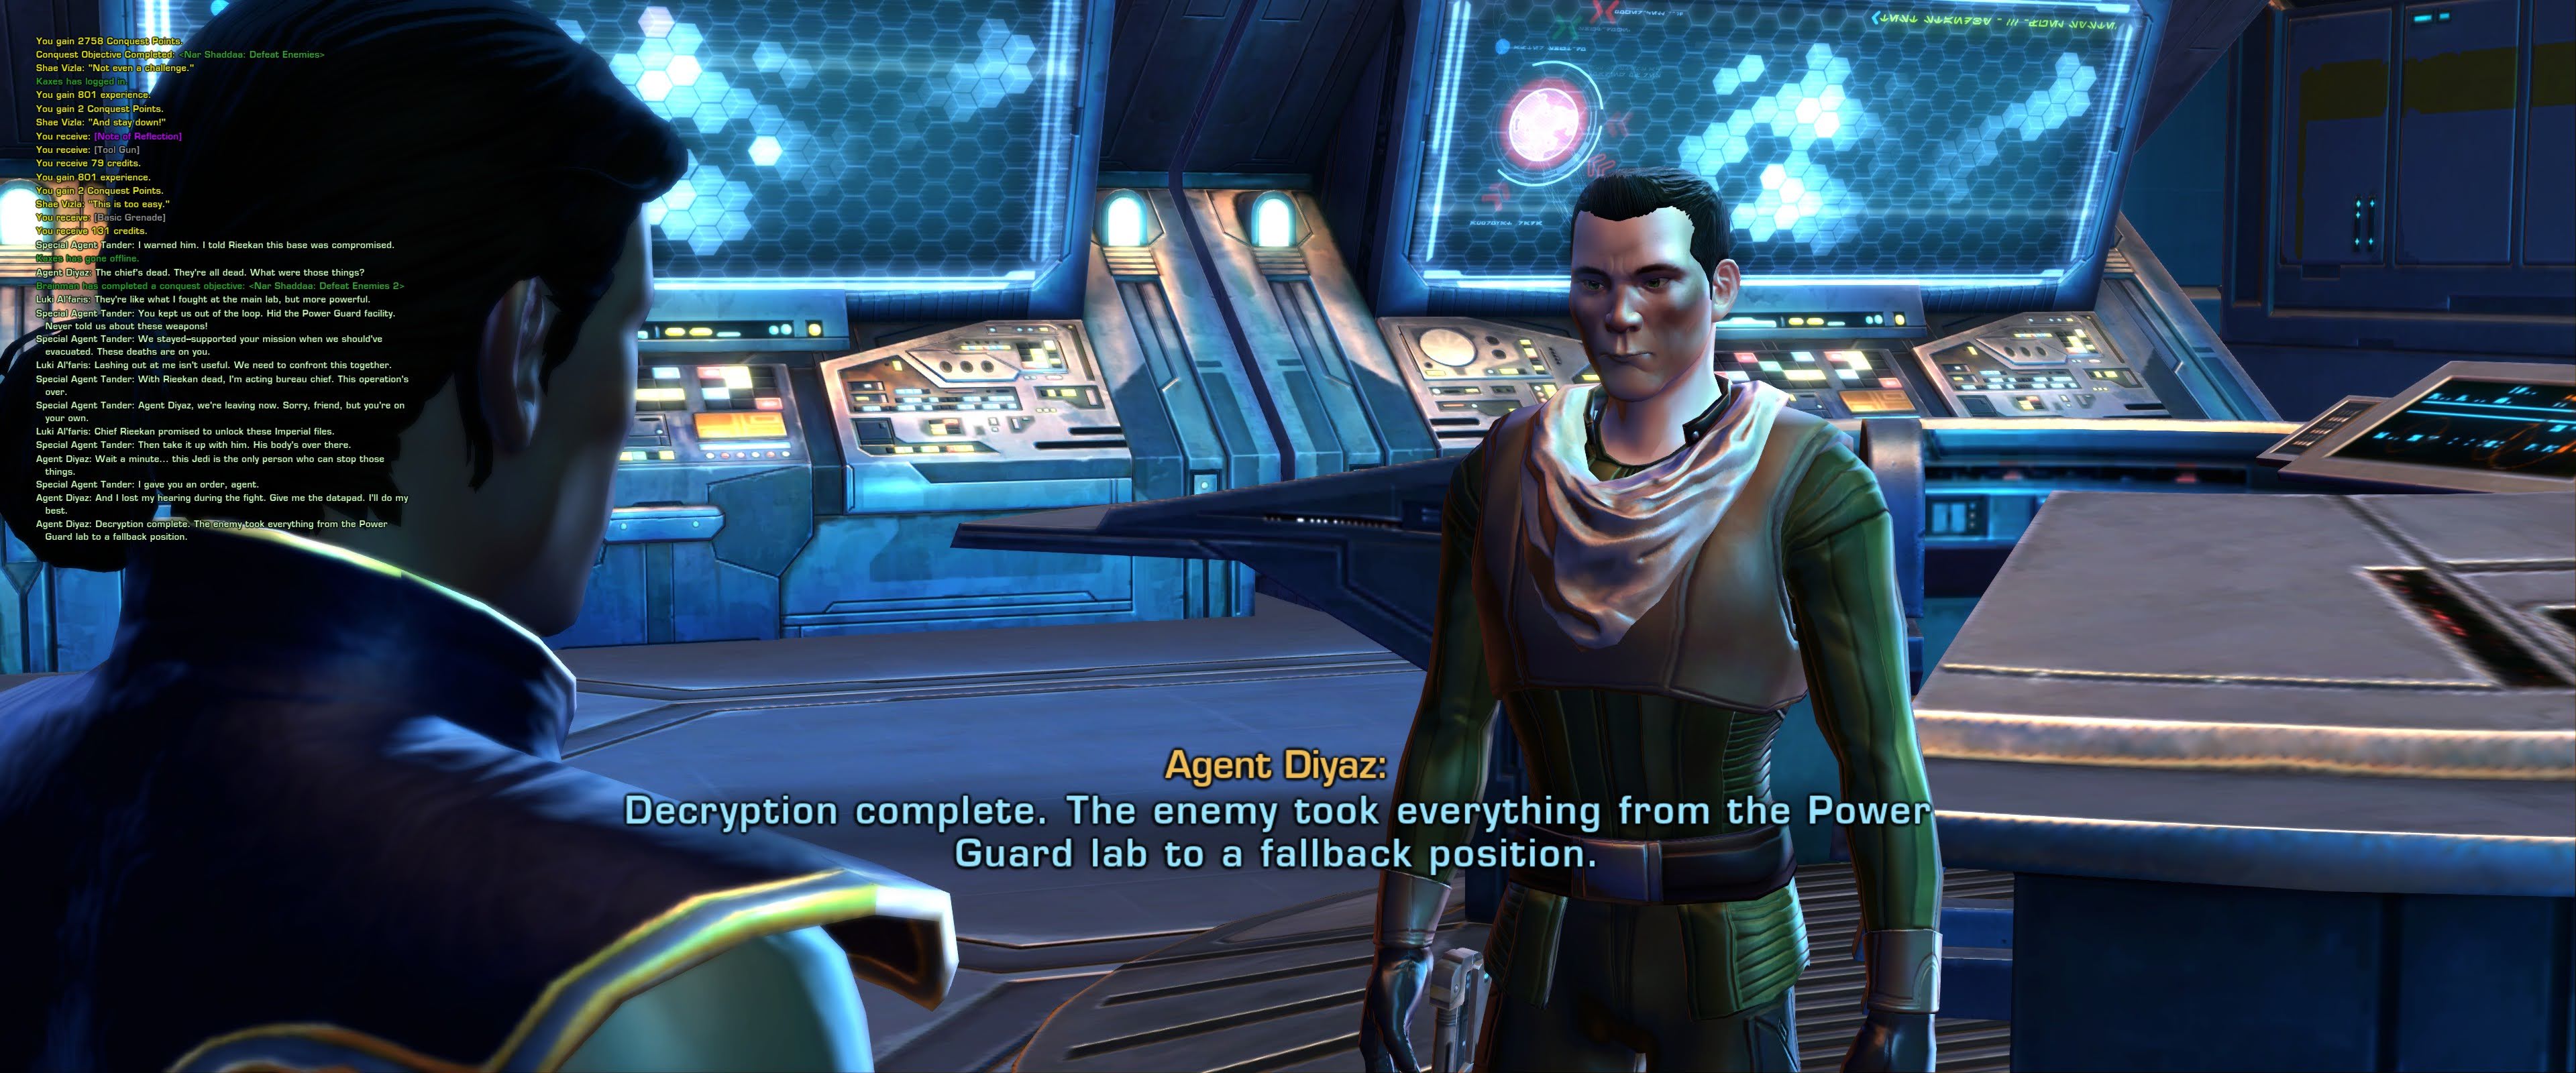 You gain 2758 Conquest Points.
Conquest Objective Completed: <Nar Shaddaa: Defeat Enemies>
Shae Vizla: "Not even a challenge."
Kaxes has logged in.
You gain 801 experience.
You gain 2 Conquest Points.
Shae Vizla: "And stay down!"
You receive: [Note of Reflection]
You receive: [Tool Gun]
You receive 79 credits.
You gain 801 experience.
You gain 2 Conquest Points.
Shae Vizla: "This is too easy."
You receive: [Basic Grenade]
You receive 131 credits.
Special Agent Tander: I warned him. I told Rieekan this base was compromised.
Kaxes has gone offline.
Agent Diyaz: The chief's dead. They're all dead. What were those things?
Brainman has completed a conquest objective: <Nar Shaddaa: Defeat Enemies 2>
Luki Al'faris: They're like what I fought at the main lab, but more powerful.
Special Agent Tander: You kept us out of the loop. Hid the Power Guard facility.
Never told us about these weapons!
Special Agent Tander: We stayed—supported your mission when we should've
evacuated. These deaths are on you.
Luki Al'faris: Lashing out at me isn't useful. We need to confront this together.
Special Agent Tander: With Rieekan dead, I'm acting bureau chief. This operation's
over.
Special Agent Tander: Agent Diyaz, we're leaving now. Sorry, friend, but you're on
your own.
Luki Al'faris: Chief Rieekan promised to unlock these Imperial files.
Special Agent Tander: Then take it up with him. His body's over there.
Agent Diyaz: Wait a minute... this Jedi is the only person who can stop those
things.
Special Agent Tander: I gave you an order, agent.
Agent Diyaz: And I lost my hearing during the fight. Give me the datapad. I'll do my
best.
Agent Diyaz: Decryption complete. The enemy took everything from the Power
Guard lab to a fallback position.
Agent Diyaz:
Decryption complete. The enemy took everything from the Power
Guard lab to a fallback position.